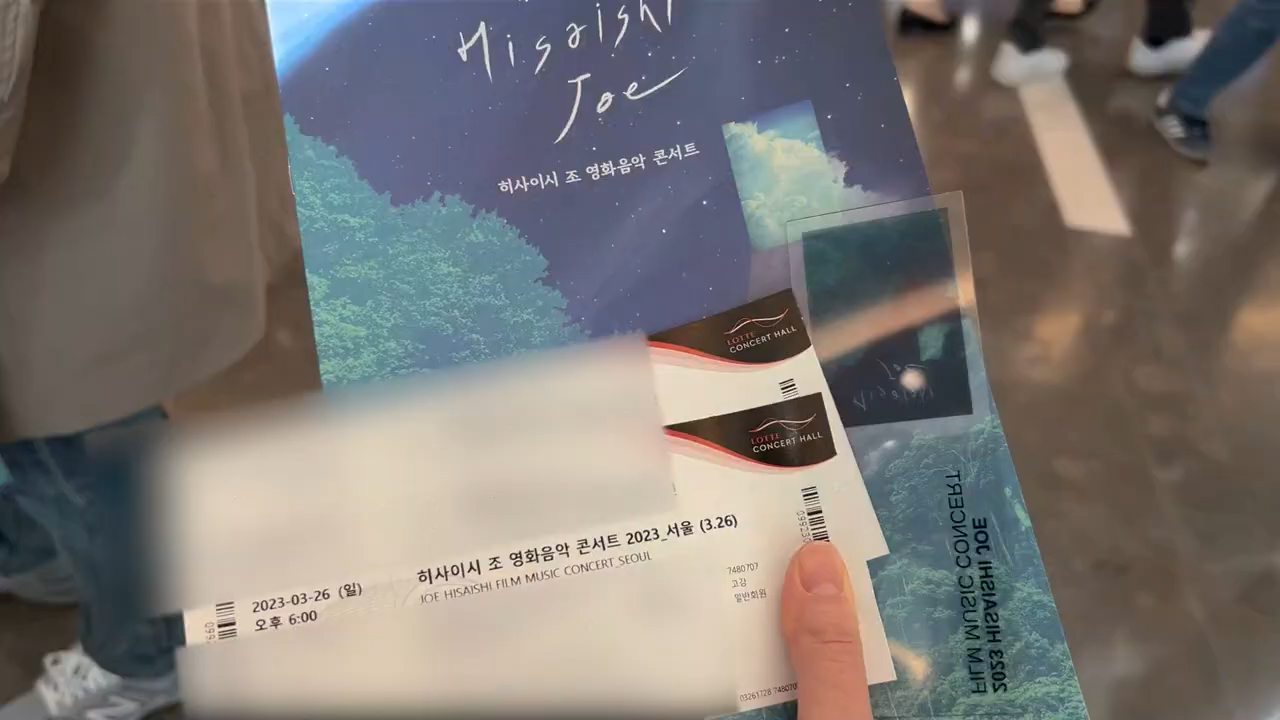 Hisaishi
Joe
히사이시 조 영화음악 콘서트
LOTTE
CONCERT HALL
LOTTE
CONCERT HALL
히사이시 조 영화음악 콘서트 2023_서울 (3.26)
JOE HISAISHI FILM MUSIC CONCERT_SEOUL
2023-03-26 (일)
오후 6:00
7480707
고강
일반회원
03261728 748070
2023 HISAISHI JOE
FILM MUSIC CONCERT